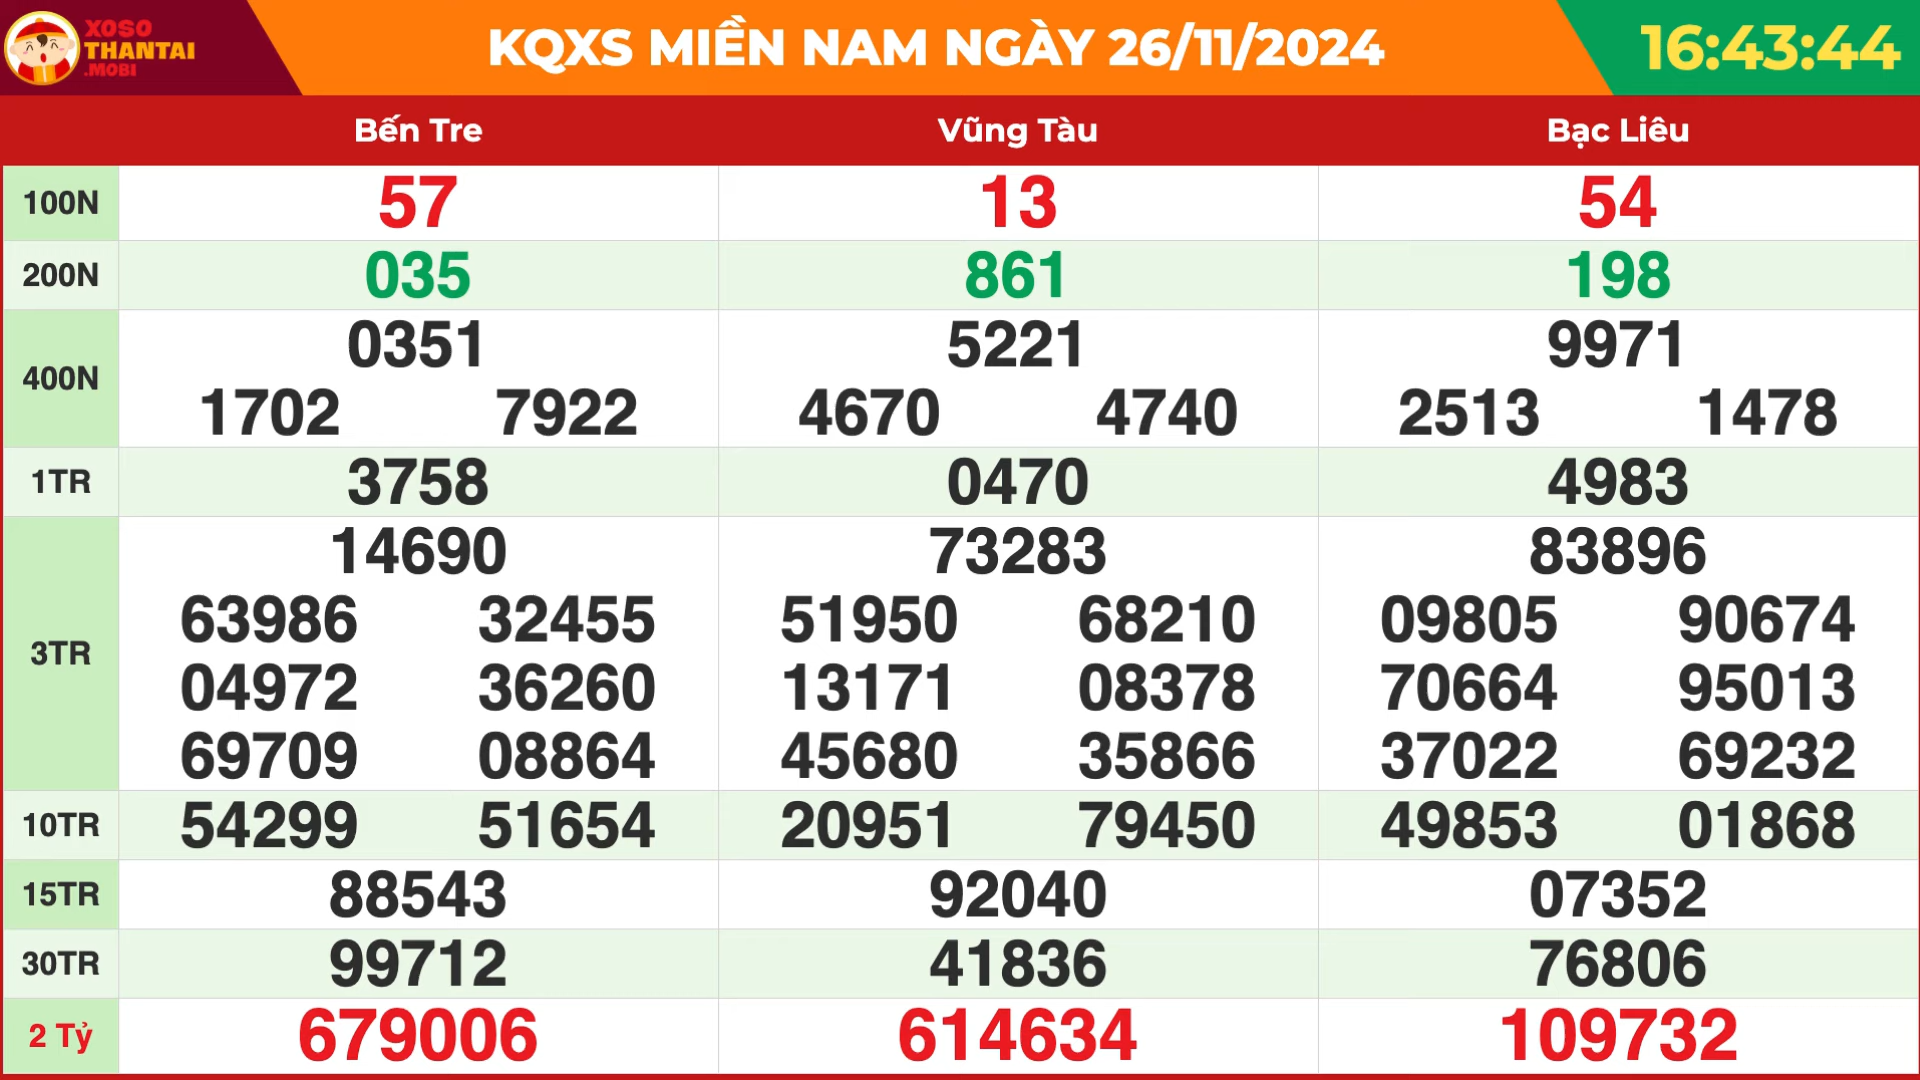 XOSO
THANTAI
.MOBI
KQXS MIỀN NAM NGÀY 26/11/2024
16:43:44
Bến Tre Vũng Tàu Bạc Liêu
100N 57 13 54
200N 035 861 198
0351 5221 9971
400N
1702 7922 4670 4740 2513 1478
1TR 3758 0470 4983
14690 73283 83896
63986 32455 51950 68210 09805 90674
3TR
04972 36260 13171 08378 70664 95013
69709 08864 45680 35866 37022 69232
10TR 54299 51654 20951 79450 49853 01868
15TR 88543 92040 07352
30TR 99712 41836 76806
2 Tỷ 679006 614634 109732